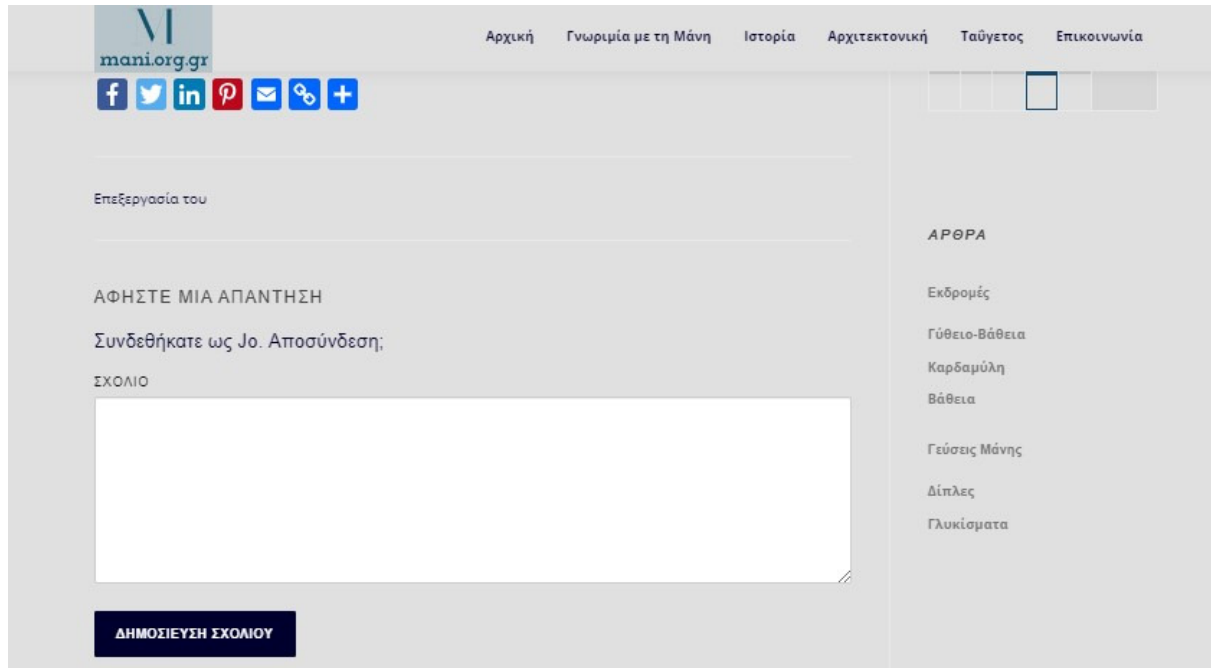 M
mani.org.gr
Αρχική Γνωριμία με τη Μάνη Ιστορία Αρχιτεκτονική Ταΰγετος Επικοινωνία
Επεξεργασία του
ΑΦΗΣΤΕ ΜΙΑ ΑΠΑΝΤΗΣΗ
Συνδεθήκατε ως Jo. Αποσύνδεση;
ΣΧΟΛΙΟ
ΔΗΜΟΣΙΕΥΣΗ ΣΧΟΛΙΟΥ
ΑΡΘΡΑ
Εκδρομές
Γύθειο-Βάθεια
Καρδαμύλη
Βάθεια
Γεύσεις Μάνης
Δίπλες
Γλυκίσματα